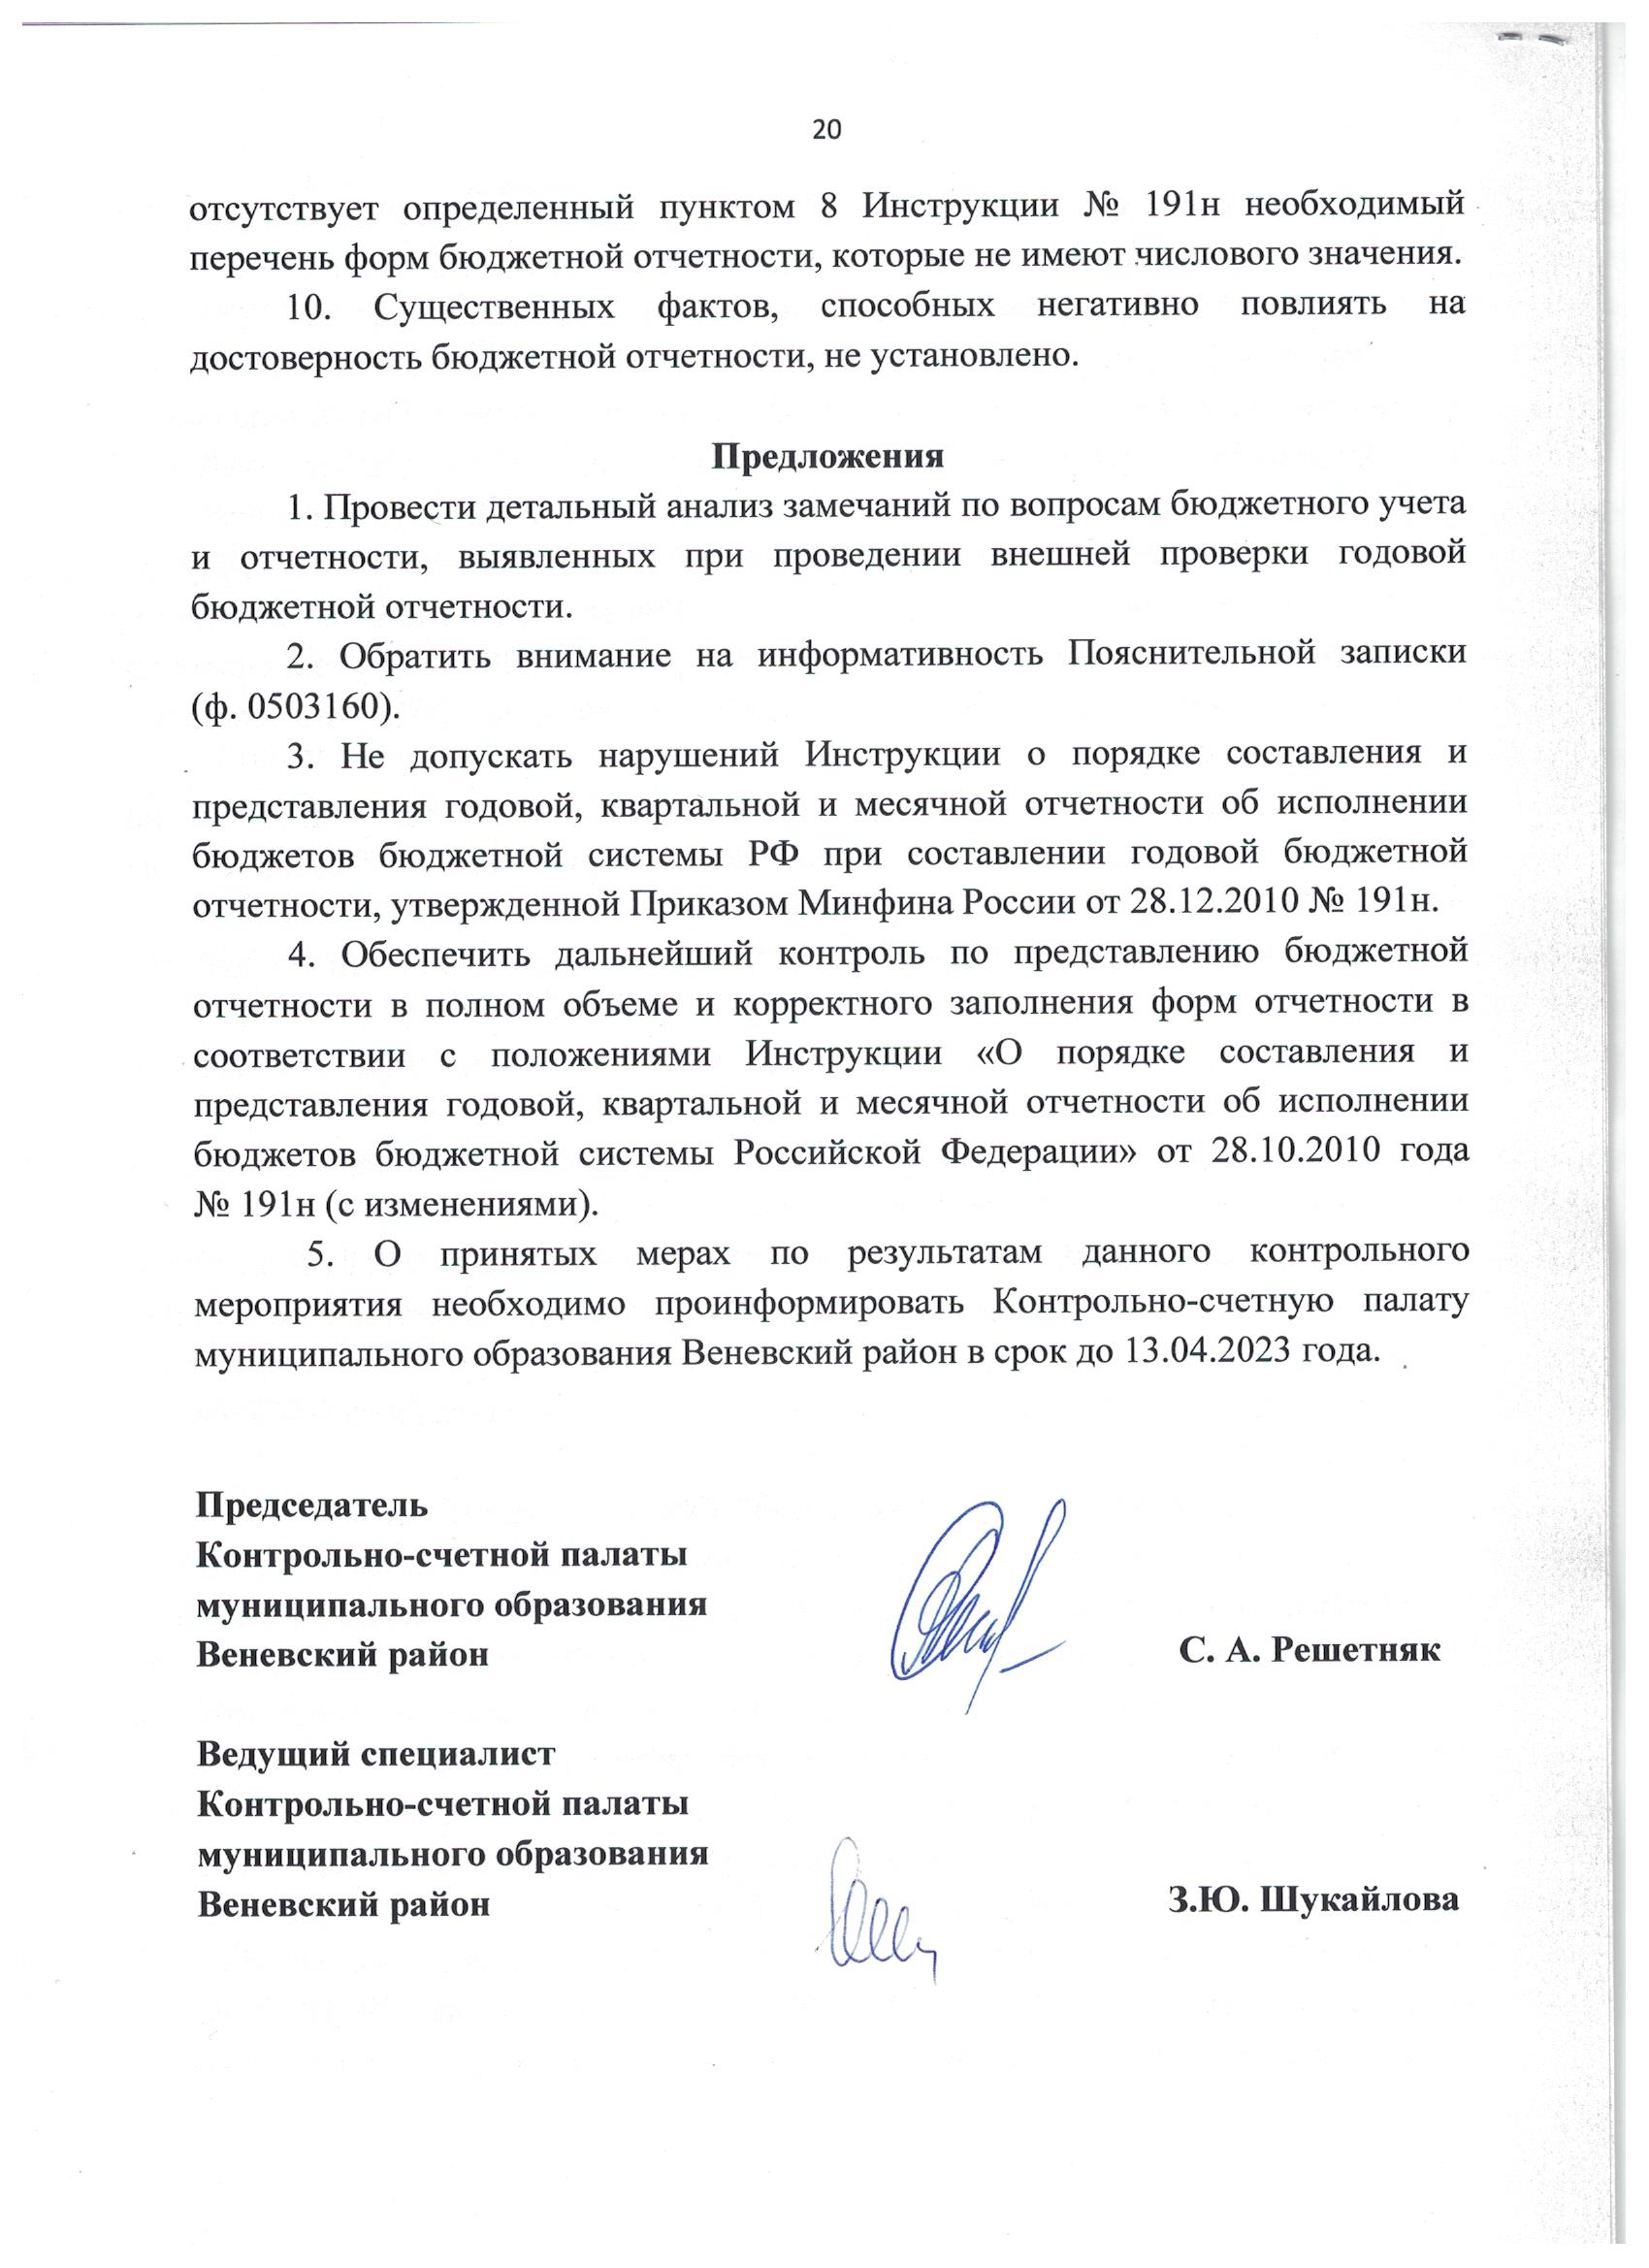 20
отсутствует определенный пунктом 8 Инструкции № 191н необходимый
перечень форм бюджетной отчетности, которые не имеют числового значения.
10. Существенных фактов, способных негативно повлиять на
достоверность бюджетной отчетности, не установлено.
Предложения
1. Провести детальный анализ замечаний по вопросам бюджетного учета
и отчетности, выявленных при проведении внешней проверки годовой
бюджетной отчетности.
2. Обратить внимание на информативность Пояснительной записки
(ф. 0503160).
3. Не допускать нарушений Инструкции о порядке составления и
представления годовой, квартальной и месячной отчетности об исполнении
бюджетов бюджетной системы РФ при составлении годовой бюджетной
отчетности, утвержденной Приказом Минфина России от 28.12.2010 № 191н.
4. Обеспечить дальнейший контроль по представлению бюджетной
отчетности в полном объеме и корректного заполнения форм отчетности в
соответствии с положениями Инструкции «О порядке составления и
представления годовой, квартальной и месячной отчетности об исполнении
бюджетов бюджетной системы Российской Федерации» от 28.10.2010 года
№ 191н (с изменениями).
5. О принятых мерах по результатам данного контрольного
мероприятия необходимо проинформировать Контрольно-счетную палату
муниципального образования Веневский район в срок до 13.04.2023 года.
Председатель
Контрольно-счетной палаты
муниципального образования
Веневский район С. А. Решетняк
Ведущий специалист
Контрольно-счетной палаты
муниципального образования
Веневский район З.Ю. Шукайлова